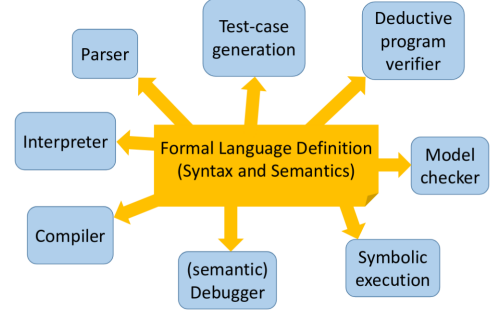 Test-case
generation
Deductive
program
verifier
Parser
Interpreter
Formal Language Definition
(Syntax and Semantics)
Model
checker
Compiler
(semantic)
Debugger
Symbolic
execution